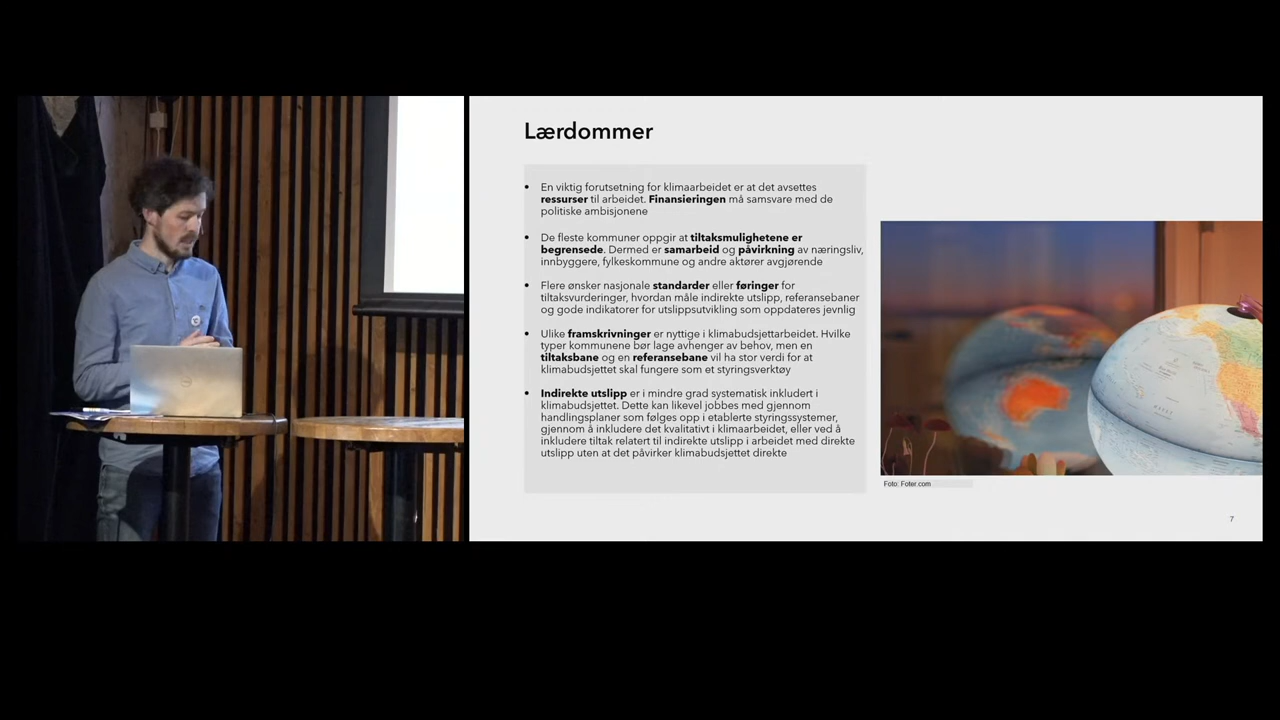 Lærdommer
• En viktig forutsetning for klimaarbeidet er at det avsettes
ressurser til arbeidet. Finansieringen må samsvare med de
politiske ambisjonene
• De fleste kommuner oppgir at tiltaksmulighetene er
begrensede. Dermed er samarbeid og påvirkning av næringsliv,
innbyggere, fylkeskommune og andre aktører avgjørende
• Flere ønsker nasjonale standarder eller føringer for
tiltaksvurderinger, hvordan måle indirekte utslipp, referansebaner
og gode indikatorer for utslippsutvikling som oppdateres jevnlig
• Ulike framskrivninger er nyttige i klimabudsjettarbeidet. Hvilke
typer kommunene bør lage avhenger av behov, men en
tiltaksbane og en referansebane vil ha stor verdi for at
klimabudsjettet skal fungere som et styringsverktøy
• Indirekte utslipp er i mindre grad systematisk inkludert i
klimabudsjettet. Dette kan likevel jobbes med gjennom
handlingsplaner som følges opp i etablerte styringssystemer,
gjennom å inkludere det kvalitativt i klimaarbeidet, eller ved å
inkludere tiltak relatert til indirekte utslipp i arbeidet med direkte
utslipp uten at det påvirker klimabudsjettet direkte
Foto: Foter.com
7